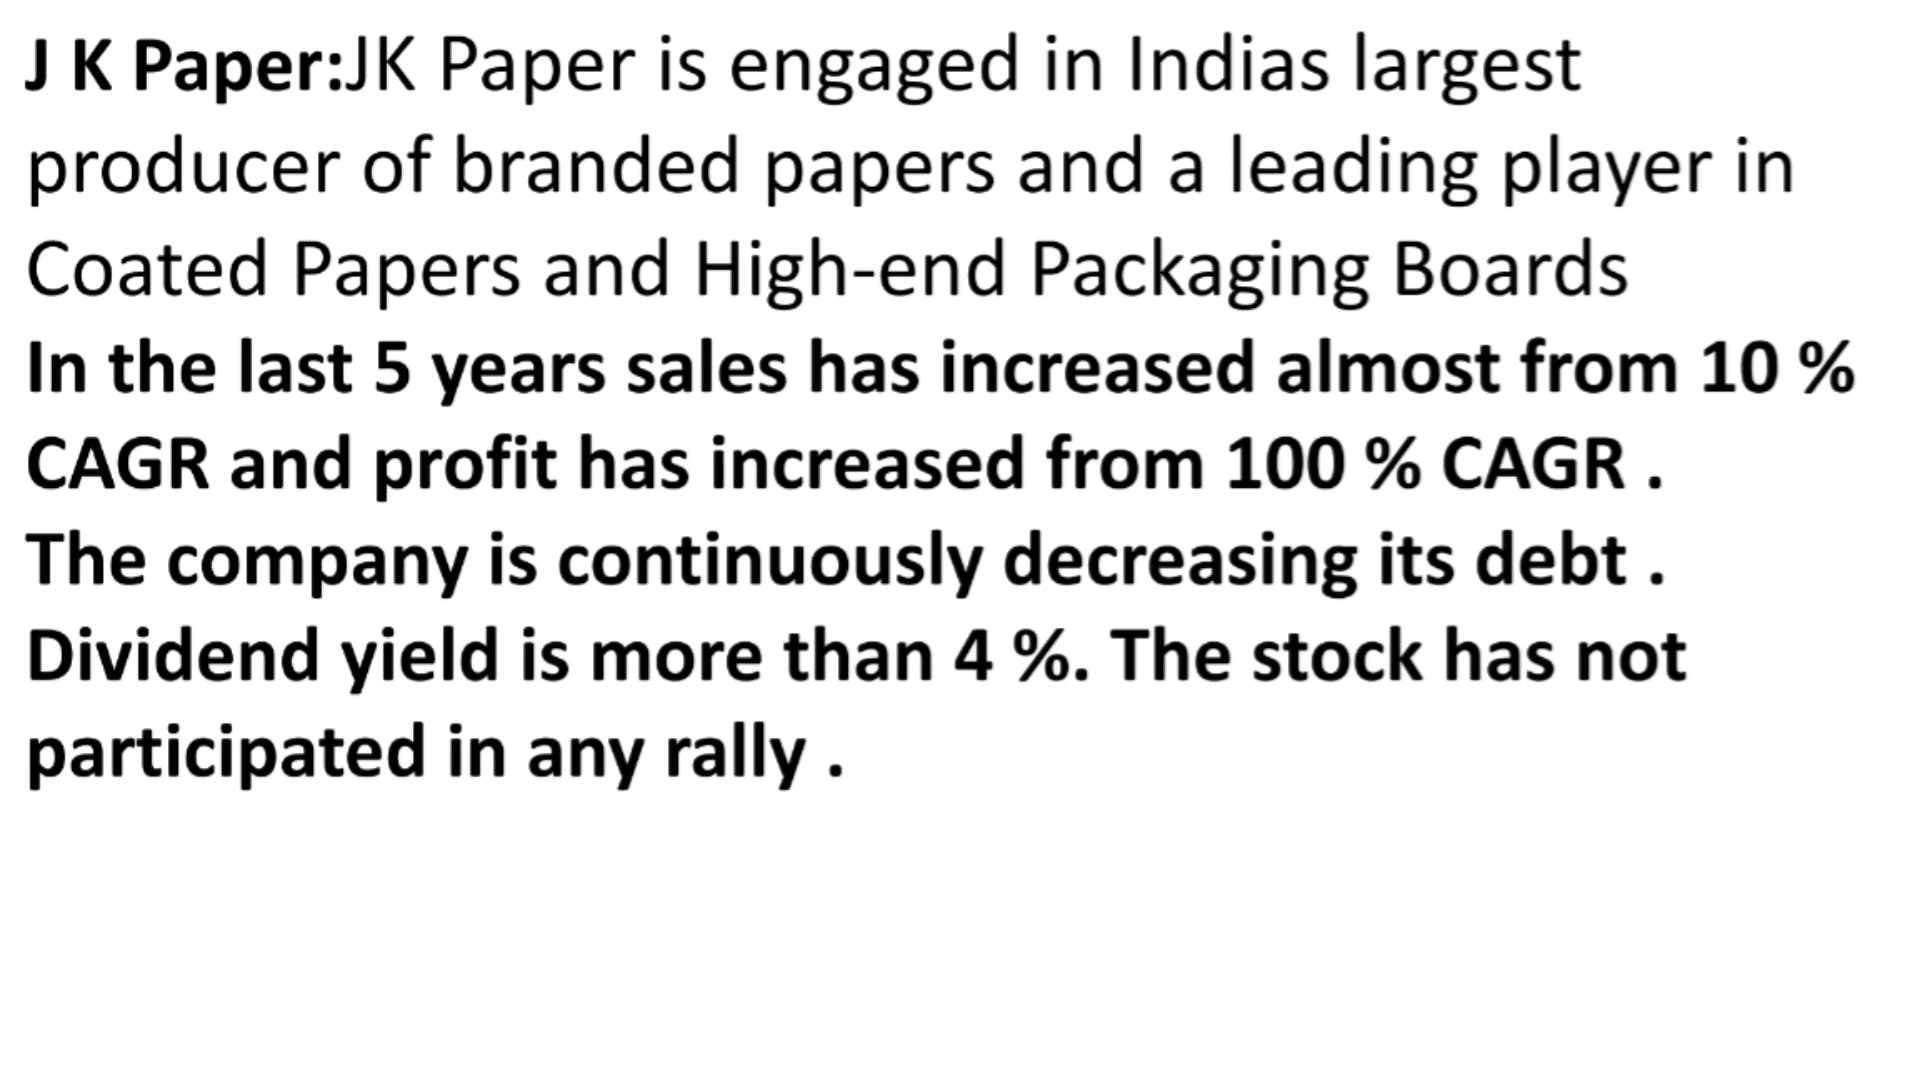 J K Paper:JK Paper is engaged in Indias largest
producer of branded papers and a leading player in
Coated Papers and High-end Packaging Boards
In the last 5 years sales has increased almost from 10 %
CAGR and profit has increased from 100 % CAGR .
The company is continuously decreasing its debt .
Dividend yield is more than 4 %. The stock has not
participated in any rally .